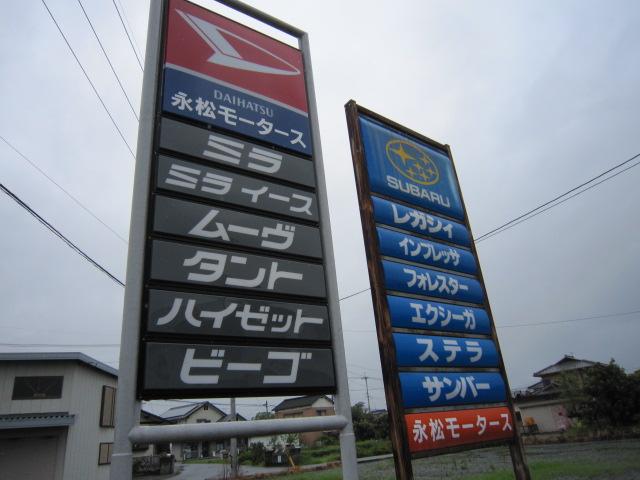 DAIHATSU
永松モータース
ミラ
ミラ イース
ムーヴ
タント
ハイゼット
ビーゴ
SUBARU
レガシィ
インプレッサ
フォレスター
エクシーガ
ステラ
サンバー
永松モータース